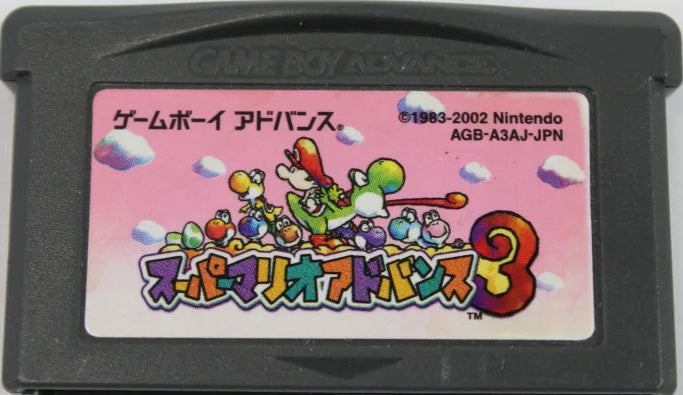 GAME BOY ADVANCE
ゲームボーイ アドバンス®
©1983-2002 Nintendo
AGB-A3AJ-JPN
スーパーマリオアドバンス3
TM